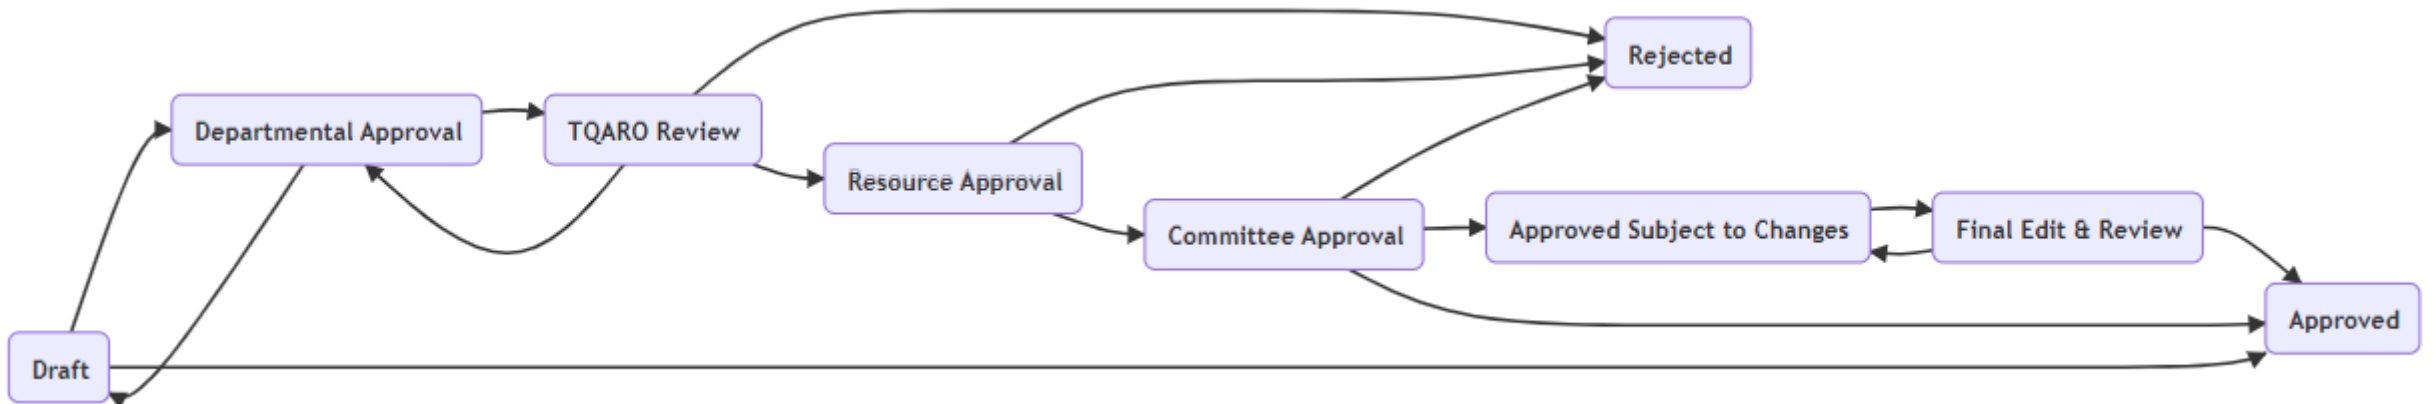 Rejected
Departmental Approval
TQARO Review
Resource Approval
Committee Approval
Approved Subject to Changes
Final Edit & Review
Approved
Draft